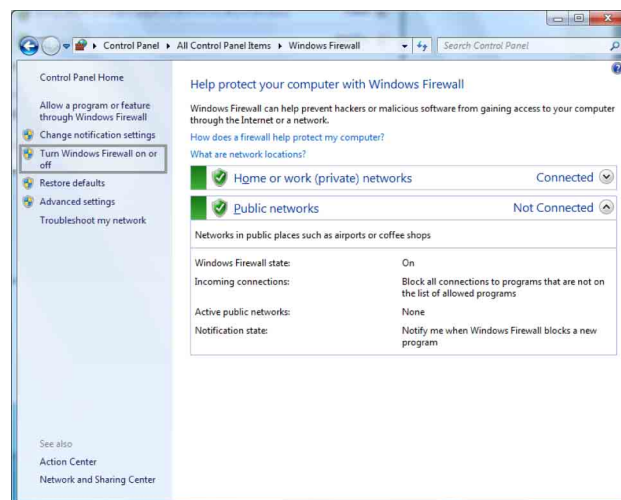 Control Panel ▸ All Control Panel Items ▸ Windows Firewall
Search Control Panel
Control Panel Home
Allow a program or feature
through Windows Firewall
Change notification settings
Turn Windows Firewall on or
off
Restore defaults
Advanced settings
Troubleshoot my network
See also
Action Center
Network and Sharing Center
Help protect your computer with Windows Firewall
Windows Firewall can help prevent hackers or malicious software from gaining access to your computer
through the Internet or a network.
How does a firewall help protect my computer?
What are network locations?
Home or work (private) networks Connected
Public networks Not Connected
Networks in public places such as airports or coffee shops
Windows Firewall state: On
Incoming connections: Block all connections to programs that are not on
the list of allowed programs
Active public networks: None
Notification state: Notify me when Windows Firewall blocks a new
program